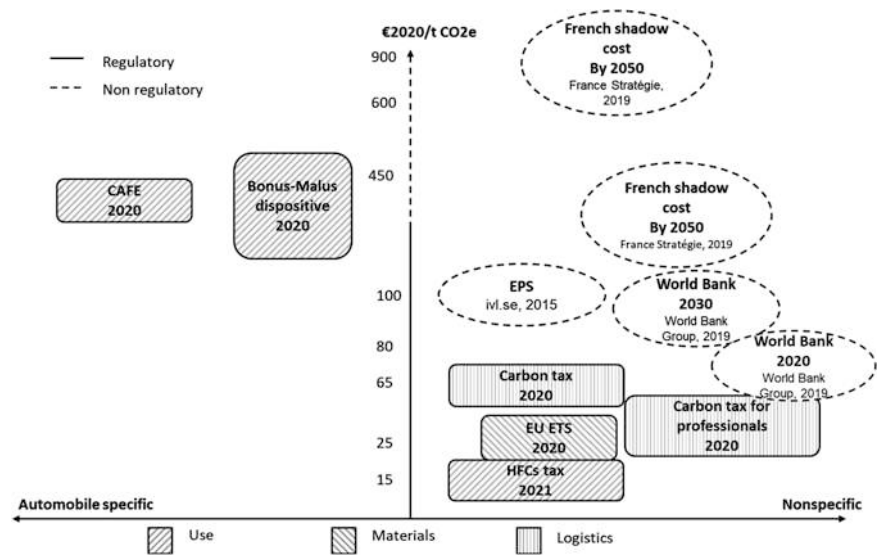 €2020/t CO2e
Regulatory
Non regulatory
900
600
450
100
80
65
25
15
French shadow
cost
By 2050
France Stratégie,
2019
CAFE
2020
Bonus-Malus
dispositive
2020
French shadow
cost
By 2050
France Stratégie, 2019
EPS
ivl.se, 2015
World Bank
2030
World Bank
Group, 2019
World Bank
2020
World Bank
Group, 2019
Carbon tax
2020
Carbon tax for
professionals
2020
EU ETS
2020
HFCs tax
2021
Automobile specific
Nonspecific
Use
Materials
Logistics